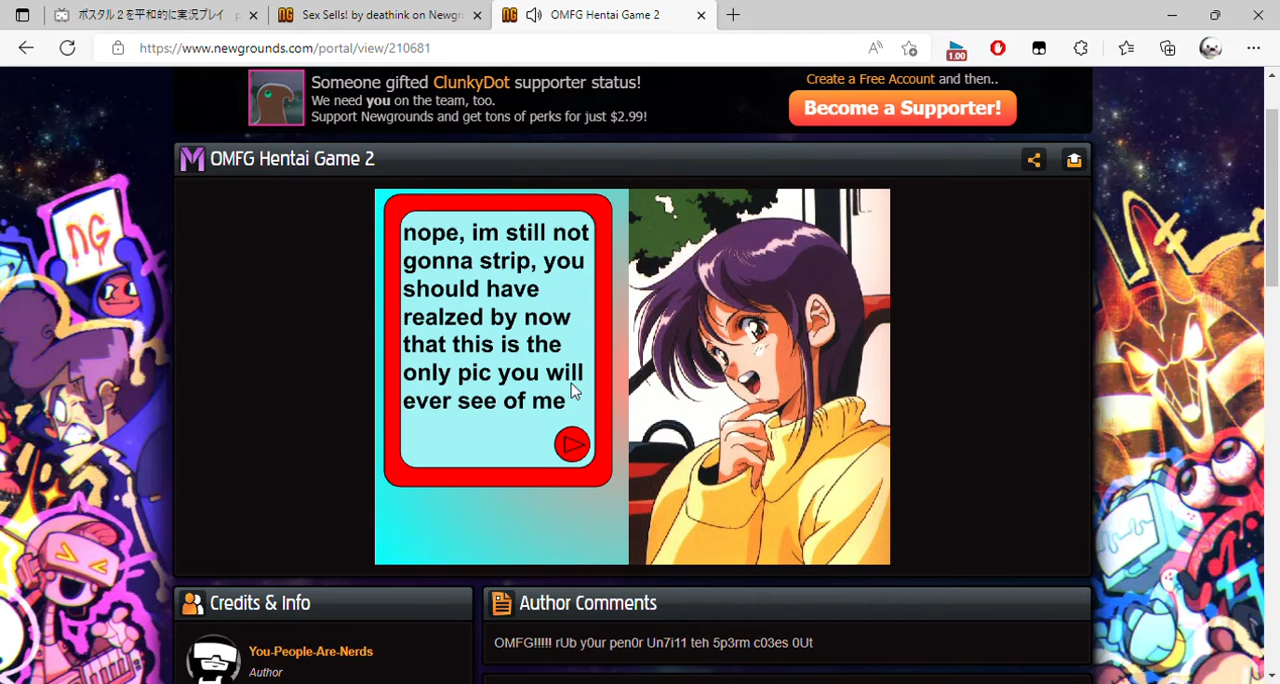 ポスタル２を平和的に実況プレイ
Sex Sells! by deathink on Newgro
OMFG Hentai Game 2
https://www.newgrounds.com/portal/view/210681
1.00
Someone gifted ClunkyDot supporter status!
We need you on the team, too.
Support Newgrounds and get tons of perks for just $2.99!
Create a Free Account and then..
Become a Supporter!
OMFG Hentai Game 2
NG
nope, im still not
gonna strip, you
should have
realzed by now
that this is the
only pic you will
ever see of me
Credits & Info
You-People-Are-Nerds
Author
Author Comments
OMFG!!!!! rUb y0ur pen0r Un7i11 teh 5p3rm c03es 0Ut